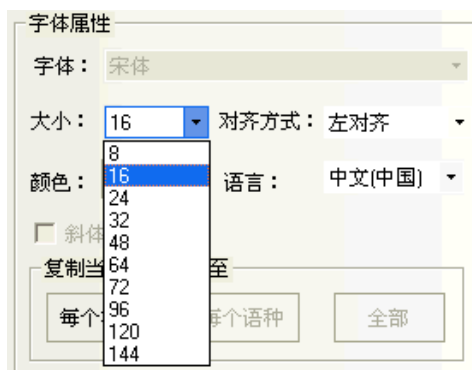 字体属性
字体： 宋体
大小： 16 对齐方式： 左对齐
8
颜色： 16 语言： 中文(中国)
24
斜体 32
48
复制当 64 至
72
每个 96 每个语种 全部
120
144